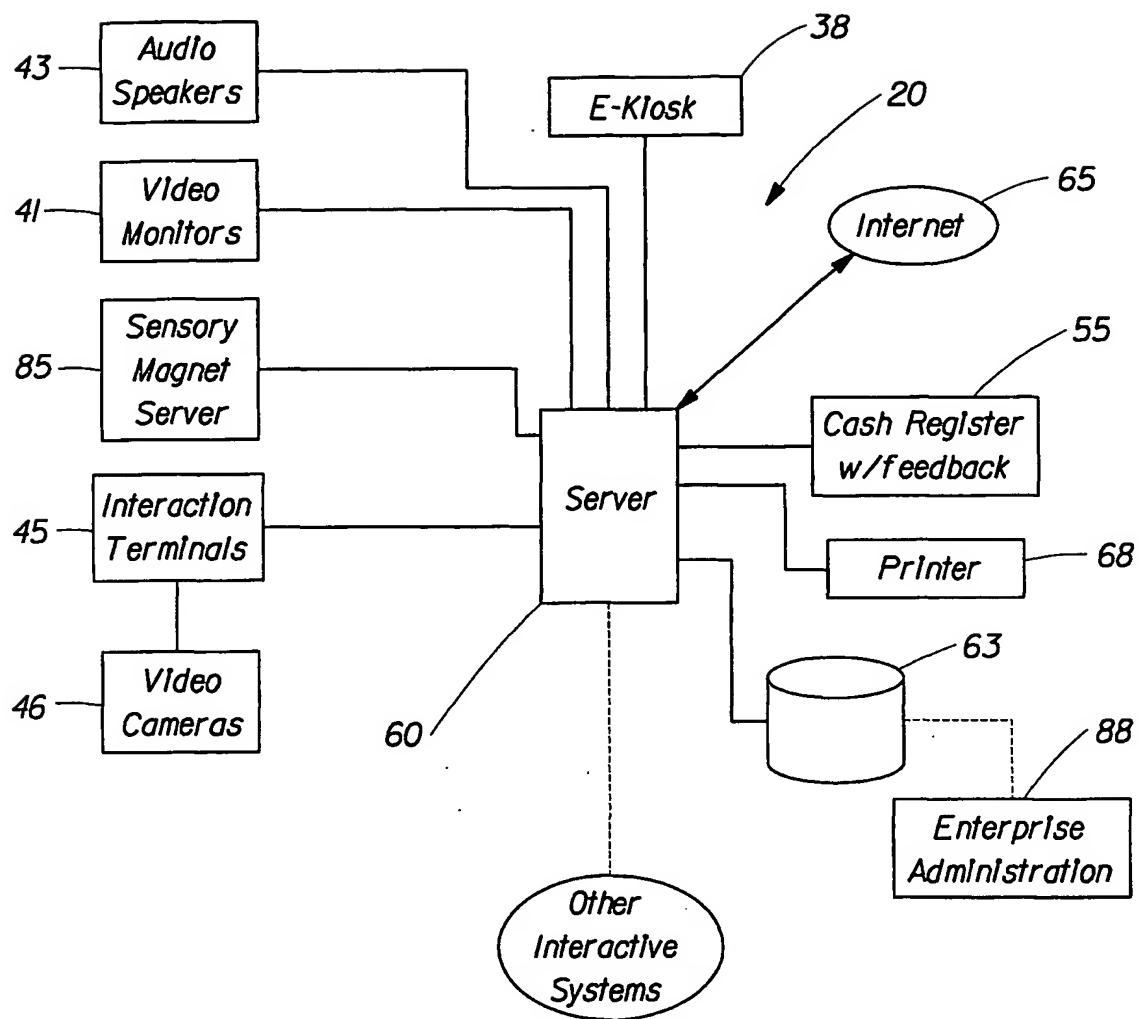 38
43
Audio
Speakers
E-Kiosk
20
41
Video
Monitors
65
Internet
85
Sensory
Magnet
Server
55
Cash Register
w/feedback
45
Interaction
Terminals
Server
Printer
68
46
Video
Cameras
60
63
88
Enterprise
Administration
Other
Interactive
Systems